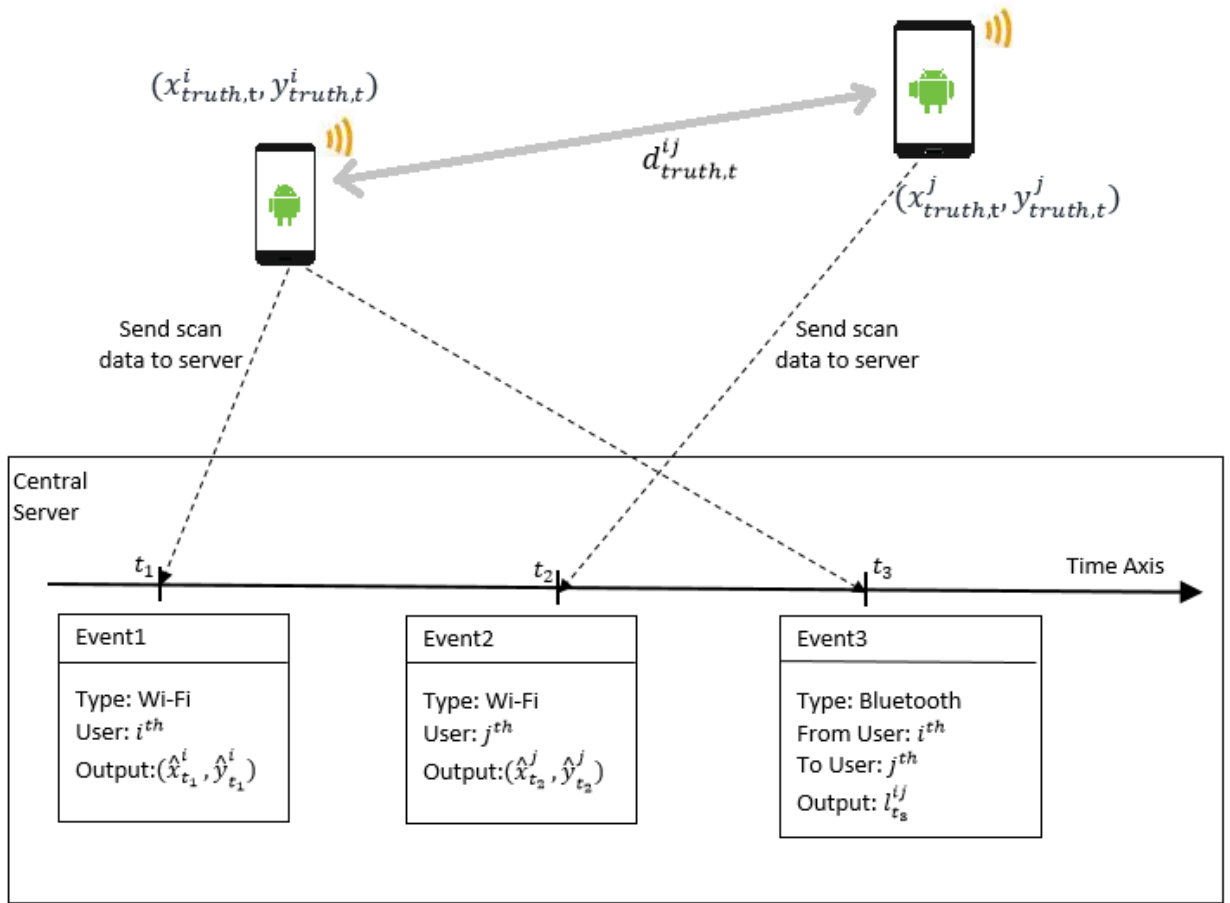 (x^i_{truth,t}, y^i_{truth,t})
d^{ij}_{truth,t}
(x^j_{truth,t}, y^j_{truth,t})
Send scan
data to server
Send scan
data to server
Central
Server
t_1
t_2
t_3
Time Axis
Event1
Type: Wi-Fi
User: i^{th}
Output:(x̂^i_{t_1}, ŷ^i_{t_1})
Event2
Type: Wi-Fi
User: j^{th}
Output:(x̂^j_{t_2}, ŷ^j_{t_2})
Event3
Type: Bluetooth
From User: i^{th}
To User: j^{th}
Output: l^{ij}_{t_3}